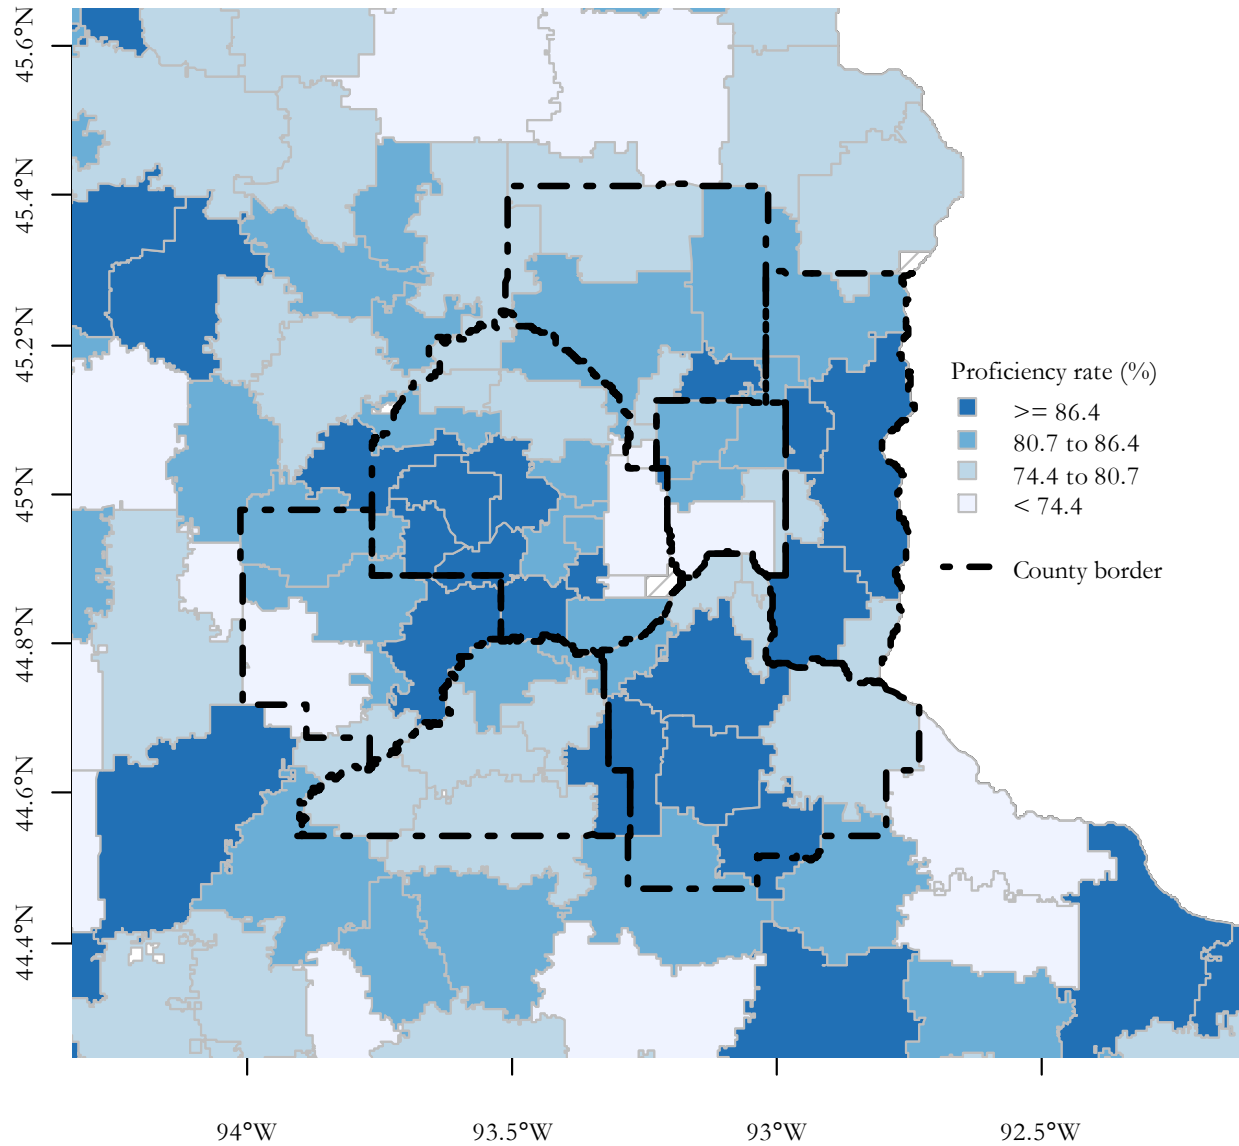 45.6°N
45.4°N
45.2°N
45°N
44.8°N
44.6°N
44.4°N
Proficiency rate (%)
>= 86.4
80.7 to 86.4
74.4 to 80.7
< 74.4
County border
94°W
93.5°W
93°W
92.5°W